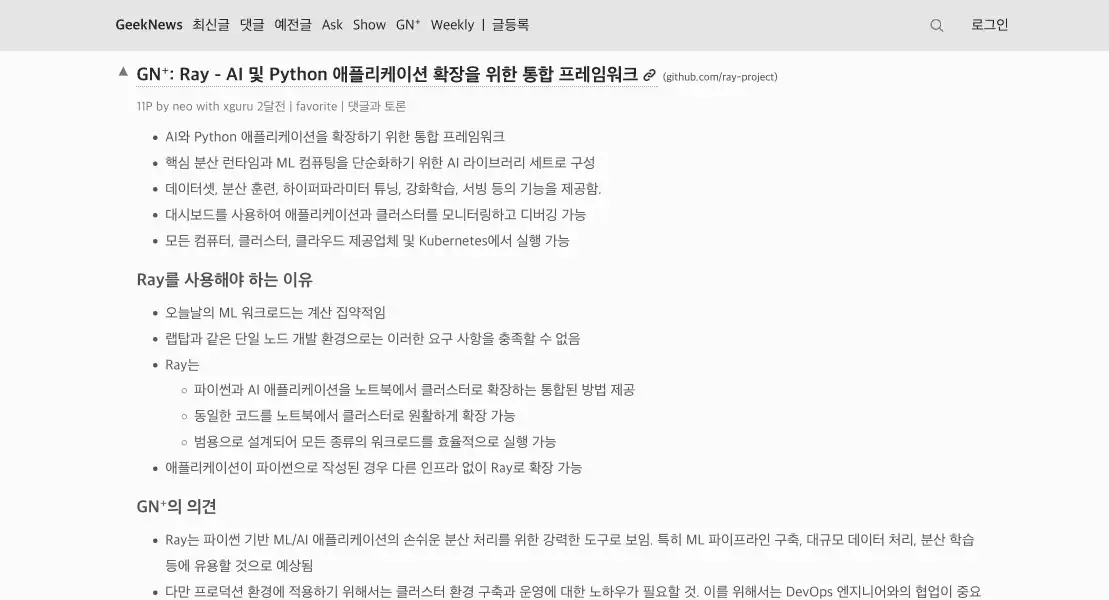 GeekNews 최신글 댓글 예전글 Ask Show GN⁺ Weekly | 글등록 로그인
▲ GN⁺: Ray - AI 및 Python 애플리케이션 확장을 위한 통합 프레임워크 (github.com/ray-project)
11P by neo with xguru 2달전 | favorite | 댓글과 토론
• AI와 Python 애플리케이션을 확장하기 위한 통합 프레임워크
• 핵심 분산 런타임과 ML 컴퓨팅을 단순화하기 위한 AI 라이브러리 세트로 구성
• 데이터셋, 분산 훈련, 하이퍼파라미터 튜닝, 강화학습, 서빙 등의 기능을 제공함.
• 대시보드를 사용하여 애플리케이션과 클러스터를 모니터링하고 디버깅 가능
• 모든 컴퓨터, 클러스터, 클라우드 제공업체 및 Kubernetes에서 실행 가능
Ray를 사용해야 하는 이유
• 오늘날의 ML 워크로드는 계산 집약적임
• 랩탑과 같은 단일 노드 개발 환경으로는 이러한 요구 사항을 충족할 수 없음
• Ray는
◦ 파이썬과 AI 애플리케이션을 노트북에서 클러스터로 확장하는 통합된 방법 제공
◦ 동일한 코드를 노트북에서 클러스터로 원활하게 확장 가능
◦ 범용으로 설계되어 모든 종류의 워크로드를 효율적으로 실행 가능
• 애플리케이션이 파이썬으로 작성된 경우 다른 인프라 없이 Ray로 확장 가능
GN⁺의 의견
• Ray는 파이썬 기반 ML/AI 애플리케이션의 손쉬운 분산 처리를 위한 강력한 도구로 보임. 특히 ML 파이프라인 구축, 대규모 데이터 처리, 분산 학습
등에 유용할 것으로 예상됨
• 다만 프로덕션 환경에 적용하기 위해서는 클러스터 환경 구축과 운영에 대한 노하우가 필요할 것. 이를 위해서는 DevOps 엔지니어와의 협업이 중요